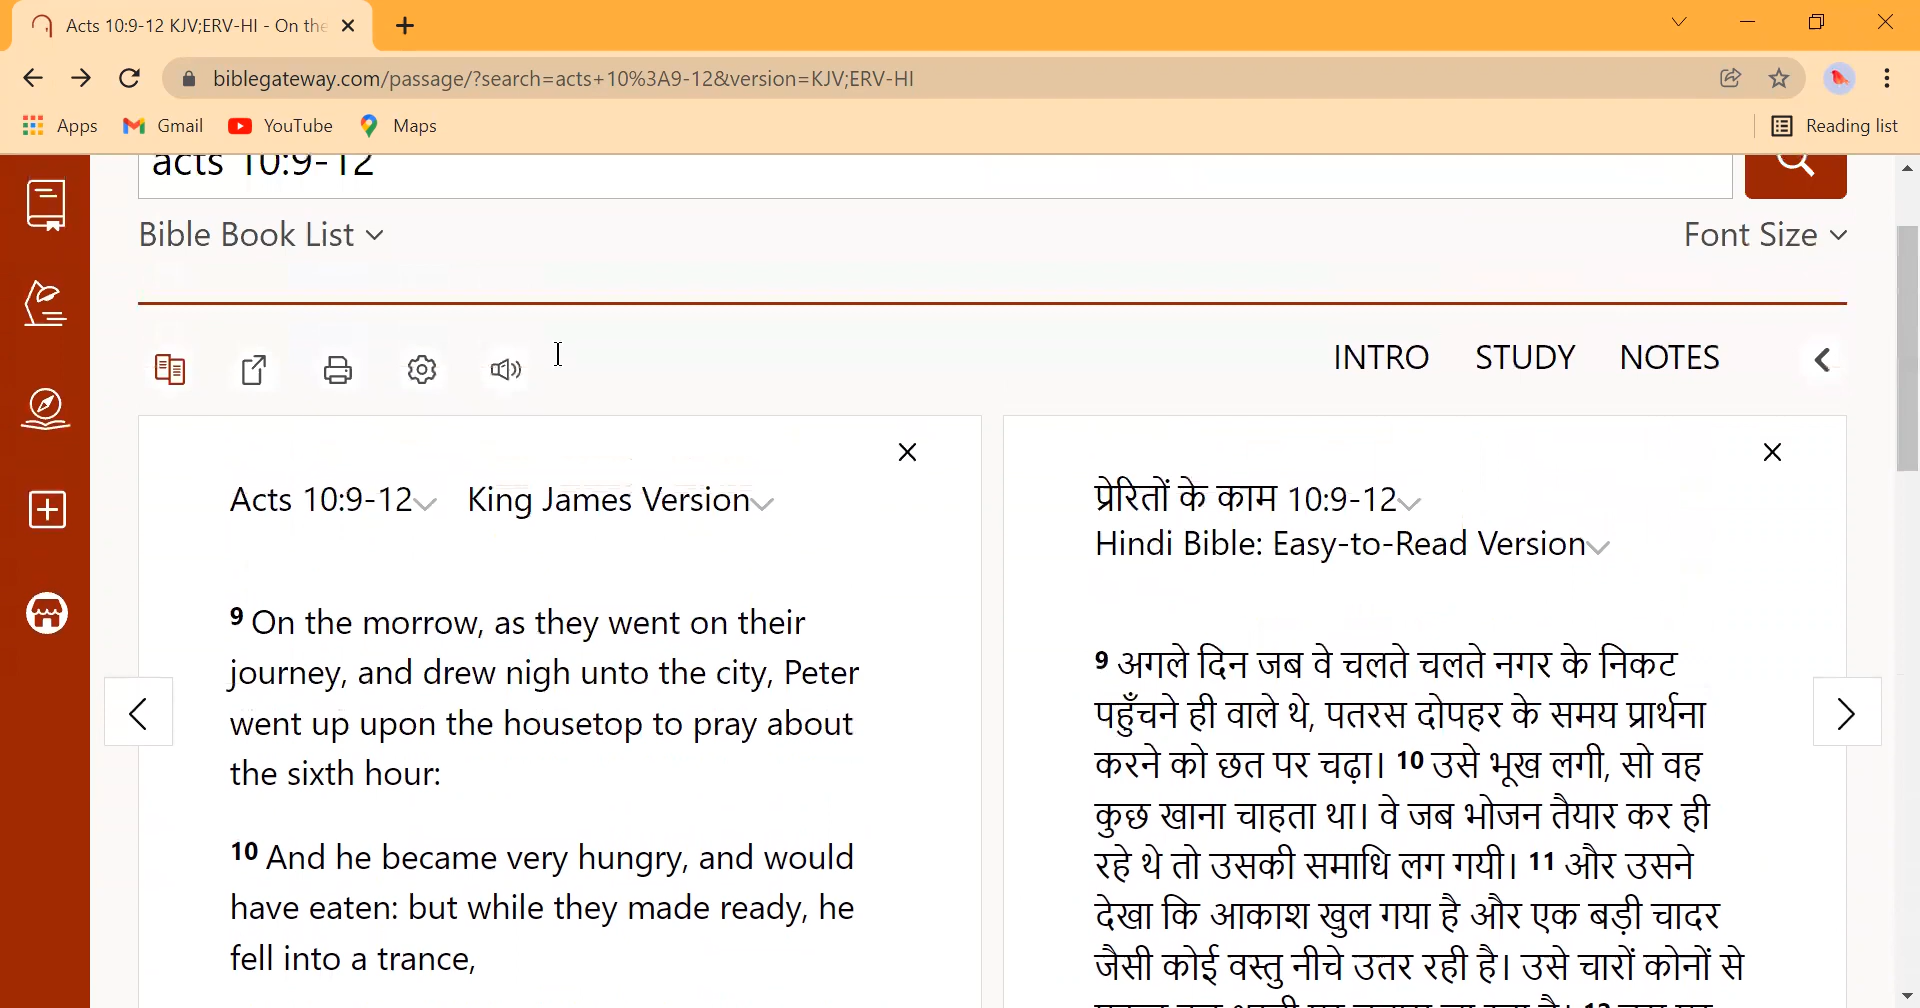 Acts 10:9-12 KJV;ERV-HI - On the
biblegateway.com/passage/?search=acts+10%3A9-12&version=KJV;ERV-HI
Apps Gmail YouTube Maps Reading list
acts 10:9-12
Bible Book List Font Size
INTRO STUDY NOTES
Acts 10:9-12 King James Version
9 On the morrow, as they went on their
journey, and drew nigh unto the city, Peter
went up upon the housetop to pray about
the sixth hour:
10 And he became very hungry, and would
have eaten: but while they made ready, he
fell into a trance,
प्रेरितों के काम 10:9-12
Hindi Bible: Easy-to-Read Version
9 अगले दिन जब वे चलते चलते नगर के निकट
पहुँचने ही वाले थे, पतरस दोपहर के समय प्रार्थना
करने को छत पर चढ़ा। 10 उसे भूख लगी, सो वह
कुछ खाना चाहता था। वे जब भोजन तैयार कर ही
रहे थे तो उसकी समाधि लग गयी। 11 और उसने
देखा कि आकाश खुल गया है और एक बड़ी चादर
जैसी कोई वस्तु नीचे उतर रही है। उसे चारों कोनों से